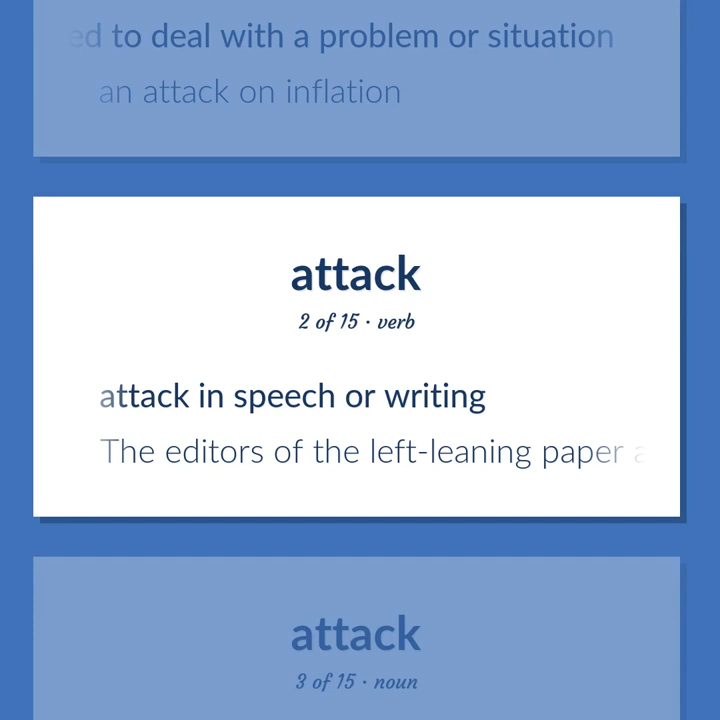 ed to deal with a problem or situation
an attack on inflation
attack
2 of 15 · verb
attack in speech or writing
The editors of the left-leaning paper a
attack
3 of 15 · noun